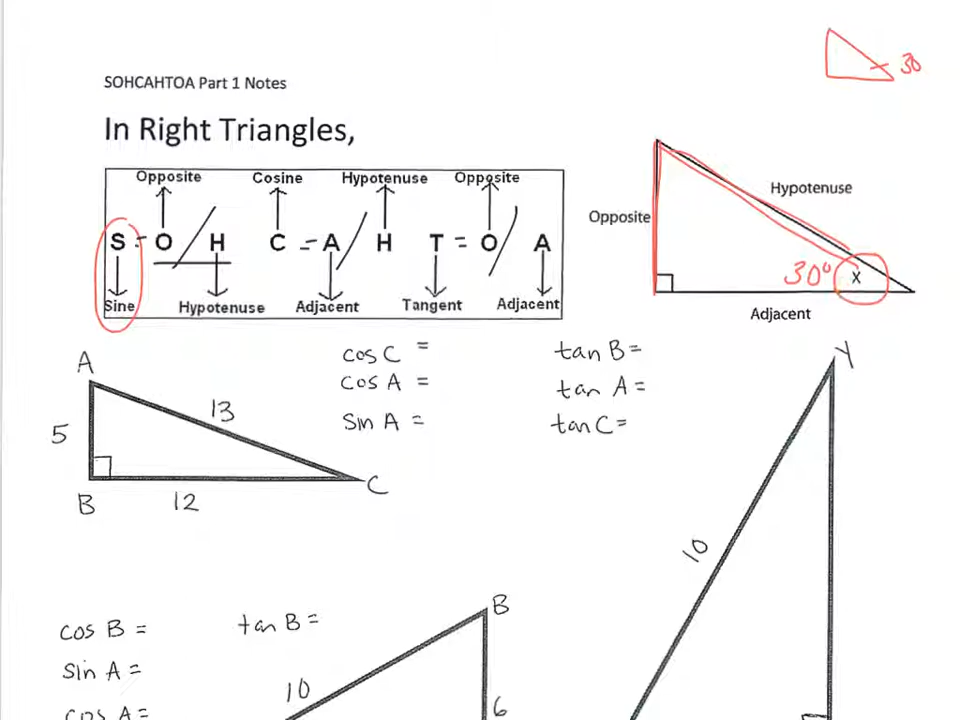 30
SOHCAHTOA Part 1 Notes
In Right Triangles,
Opposite Cosine Hypotenuse Opposite
S = O / H C = A / H T = O / A
Sine Hypotenuse Adjacent Tangent Adjacent
Hypotenuse
Opposite
30° x
Adjacent
cos C =
cos A =
sin A =
tan B =
tan A =
tan C =
A
13
5
B
12
C
Y
10
cos B =
sin A =
cos A =
tan B =
B
10
6